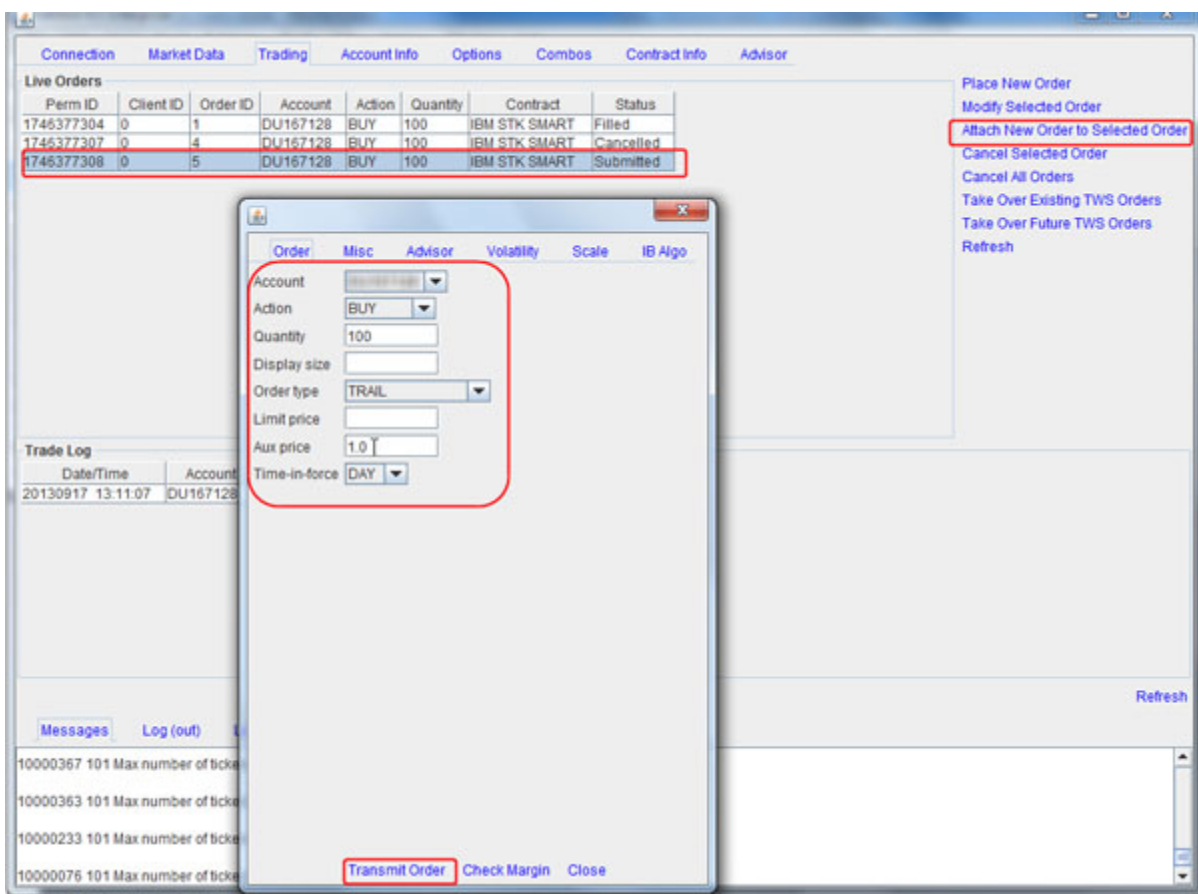 Connection Market Data Trading Account Info Options Combos Contract Info Advisor
Live Orders
Perm ID Client ID Order ID Account Action Quantity Contract Status
1746377304 0 1 DU167128 BUY 100 IBM STK SMART Filled
1746377307 0 4 DU167128 BUY 100 IBM STK SMART Cancelled
1746377308 0 5 DU167128 BUY 100 IBM STK SMART Submitted
Place New Order
Modify Selected Order
Attach New Order to Selected Order
Cancel Selected Order
Cancel All Orders
Take Over Existing TWS Orders
Take Over Future TWS Orders
Refresh
Order Misc Advisor Volatility Scale IB Algo
Account
Action BUY
Quantity 100
Display size
Order type TRAIL
Limit price
Aux price 1.0
Time-in-force DAY
Transmit Order Check Margin Close
Trade Log
Date/Time Account
20130917 13:11:07 DU167128
Refresh
Messages Log (out)
10000367 101 Max number of ticke
10000363 101 Max number of ticke
10000233 101 Max number of ticke
10000076 101 Max number of ticke